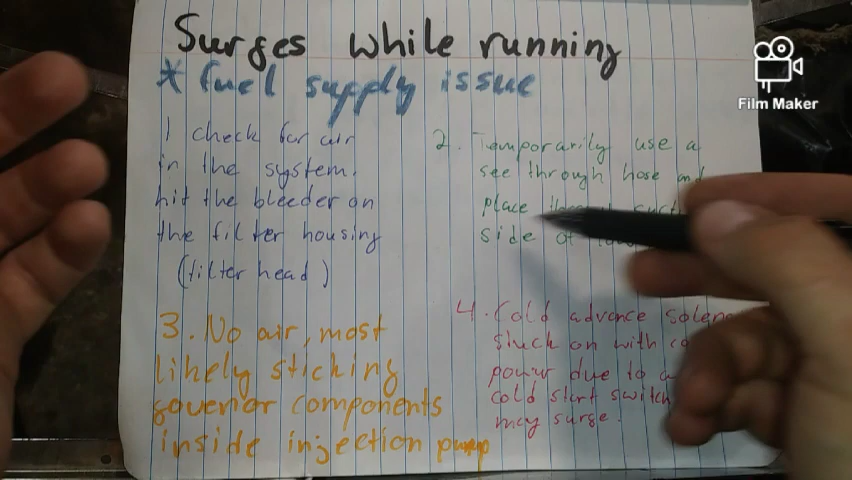 Surges while running
* fuel supply issue
1 check for air
in the system.
hit the bleeder on
the filter housing
(filter head)
2. Temporarily use a
see through hose and
place
side of
3. No air, most
likely sticking
governor components
inside injection pump
4. Cold advance
stuck on with
power due to a
cold start switch
may surge.
Film Maker